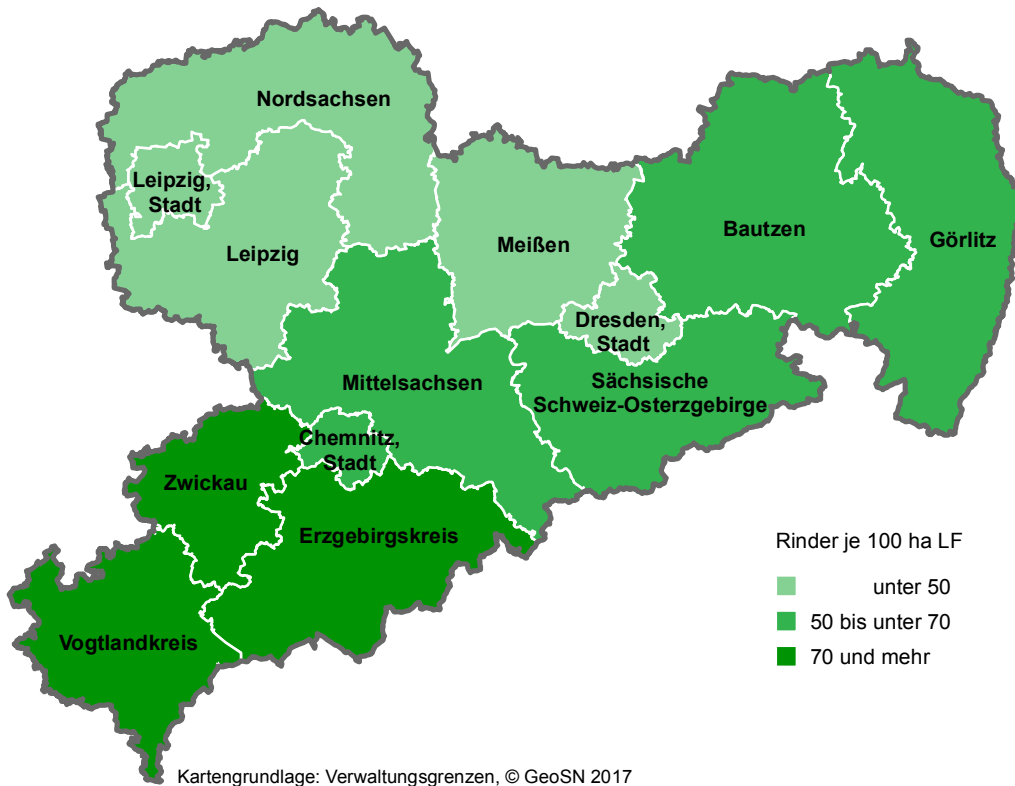 Nordsachsen
Leipzig,
Stadt
Leipzig
Meißen
Bautzen
Görlitz
Dresden,
Stadt
Mittelsachsen
Sächsische
Schweiz-Osterzgebirge
Chemnitz,
Stadt
Zwickau
Erzgebirgskreis
Vogtlandkreis
Rinder je 100 ha LF
unter 50
50 bis unter 70
70 und mehr
Kartengrundlage: Verwaltungsgrenzen, © GeoSN 2017